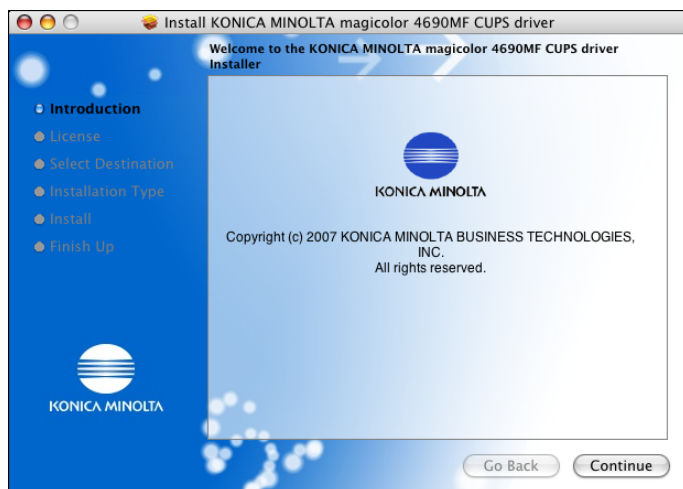 Install KONICA MINOLTA magicolor 4690MF CUPS driver
Welcome to the KONICA MINOLTA magicolor 4690MF CUPS driver
Installer
Introduction
License
Select Destination
Installation Type
Install
Finish Up
KONICA MINOLTA
KONICA MINOLTA
Copyright (c) 2007 KONICA MINOLTA BUSINESS TECHNOLOGIES,
INC.
All rights reserved.
Go Back
Continue